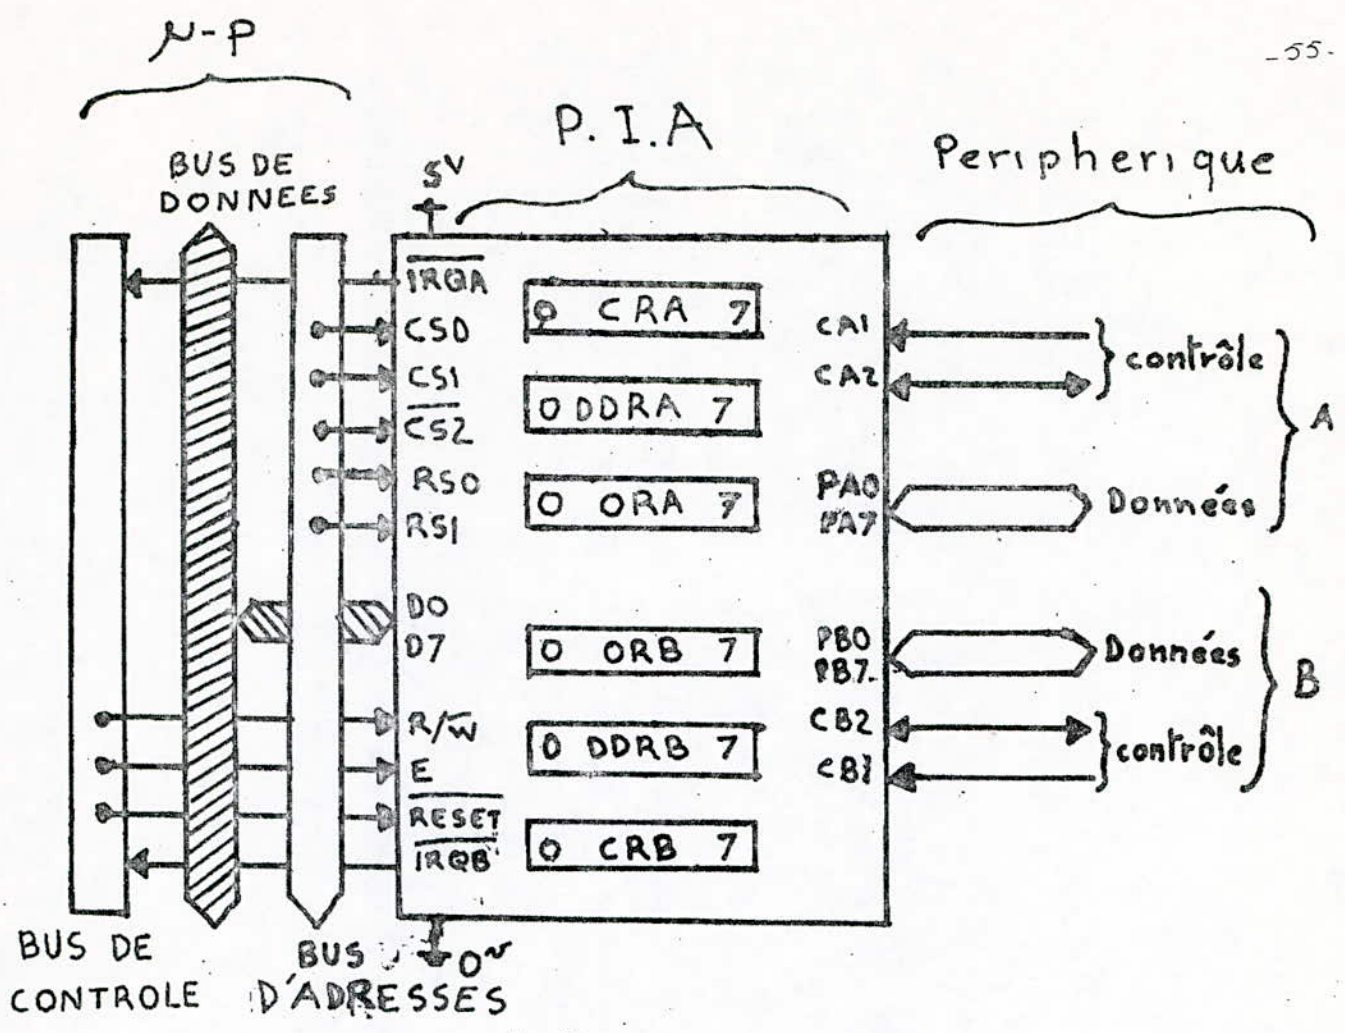 -55-
µ-P
P.I.A
Peripherique
BUS DE
DONNEES
5V
IRQA
CS0
CS1
CS2
RS0
RS1
D0
D7
R/W
E
RESET
IRQB
0 CRA 7
0 DDRA 7
0 ORA 7
0 ORB 7
0 DDRB 7
0 CRB 7
CA1
CA2
contrôle
PA0
PA7
Données
A
PB0
PB7
Données
CB2
CB1
contrôle
B
BUS DE
CONTROLE
BUS
D'ADRESSES
0v